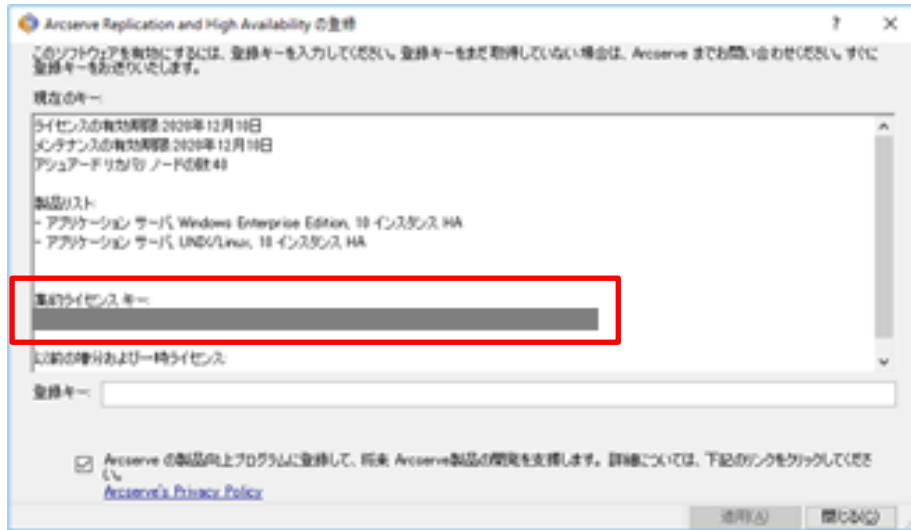 Arcserve Replication and High Availability の登録
このソフトウェアを有効にするには、登録キーを入力してください。登録キーをまだ取得していない場合は、Arcserve までお問い合わせください。すぐに
登録キーをお送りいたします。
現在のキー:
ライセンスの有効期限:2020年12月10日
メンテナンスの有効期限:2020年12月10日
アシュアード リカバリ ノードの数:40
製品リスト:
- アプリケーション サーバ, Windows Enterprise Edition, 10 インスタンス, HA
- アプリケーション サーバ, UNIX/Linux, 10 インスタンス, HA
集約ライセンス キー:
以前の増分および一時ライセンス:
登録キー:
Arcserve の製品向上プログラムに登録して、将来 Arcserve製品の開発を支援します。詳細については、下記のリンクをクリックしてくださ
い。
Arcserve's Privacy Policy
適用(A)
閉じる(C)